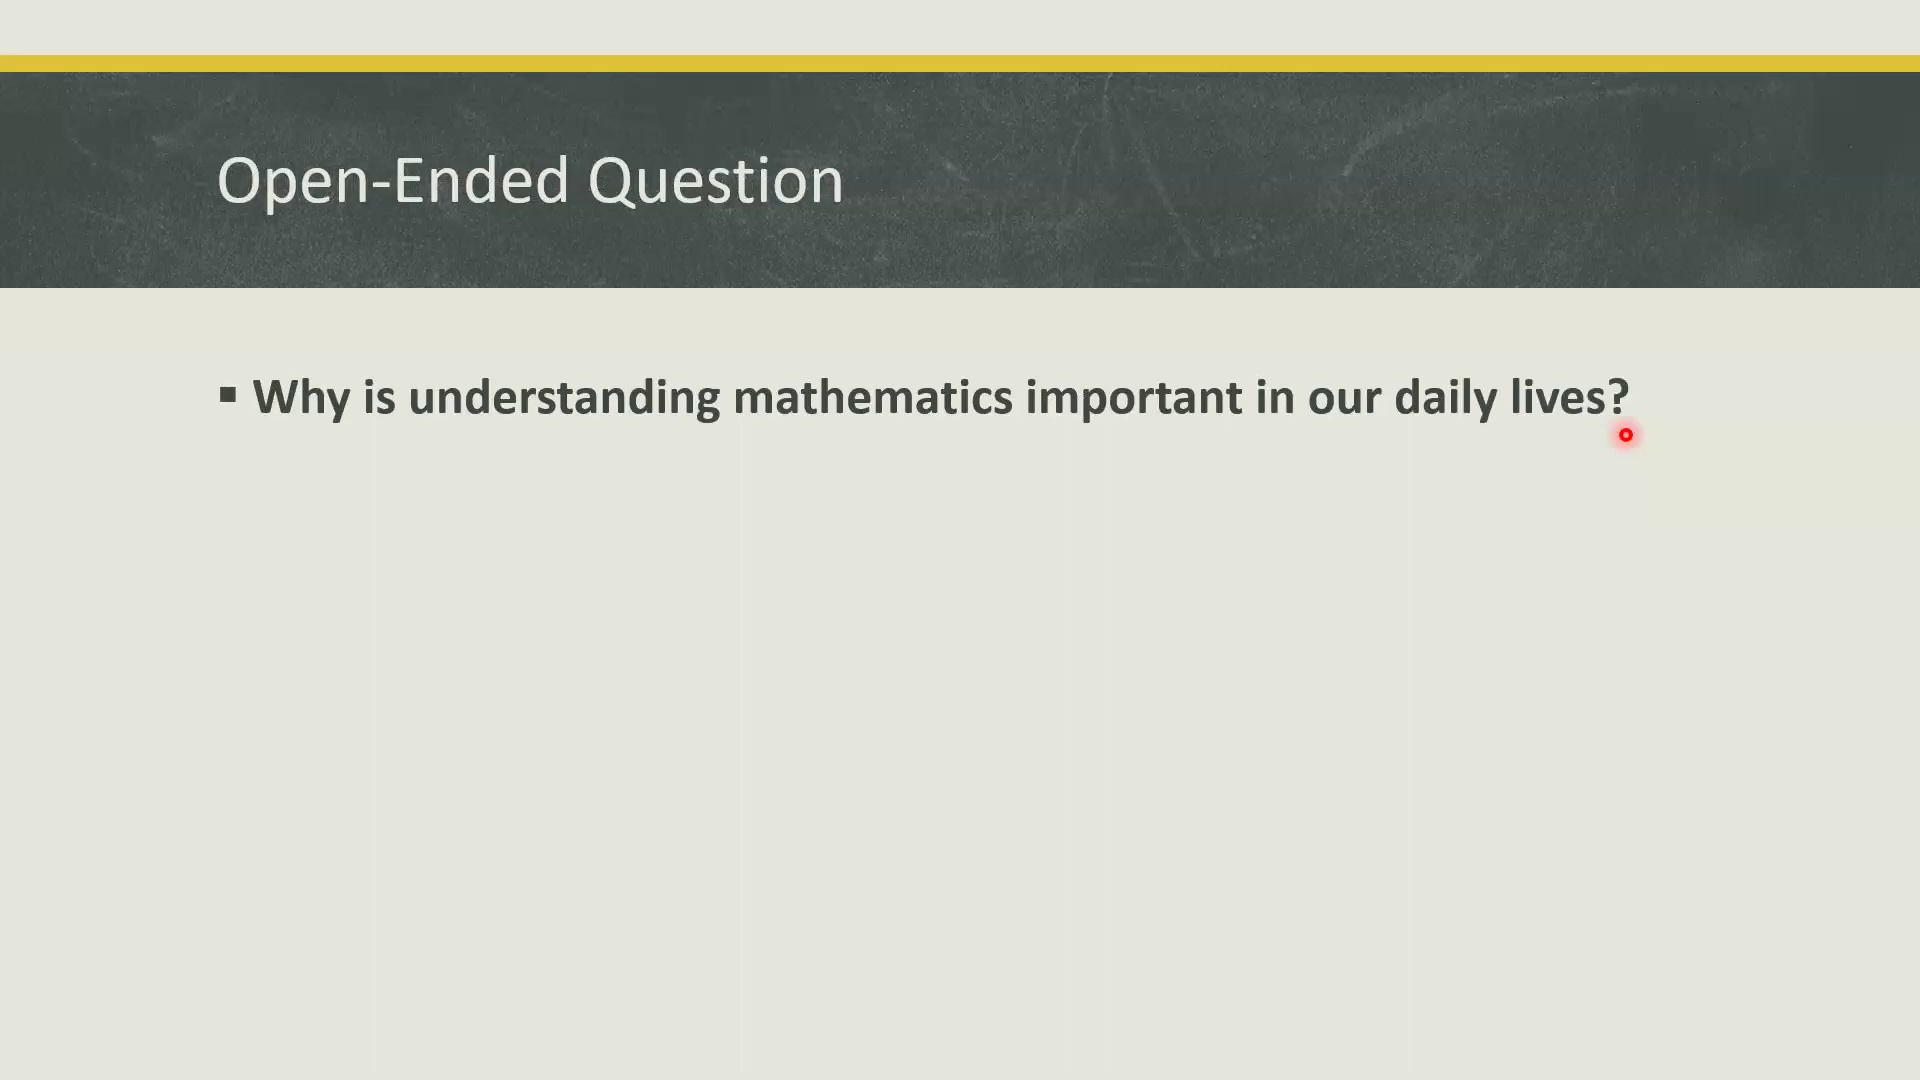 Open-Ended Question
▪ Why is understanding mathematics important in our daily lives?